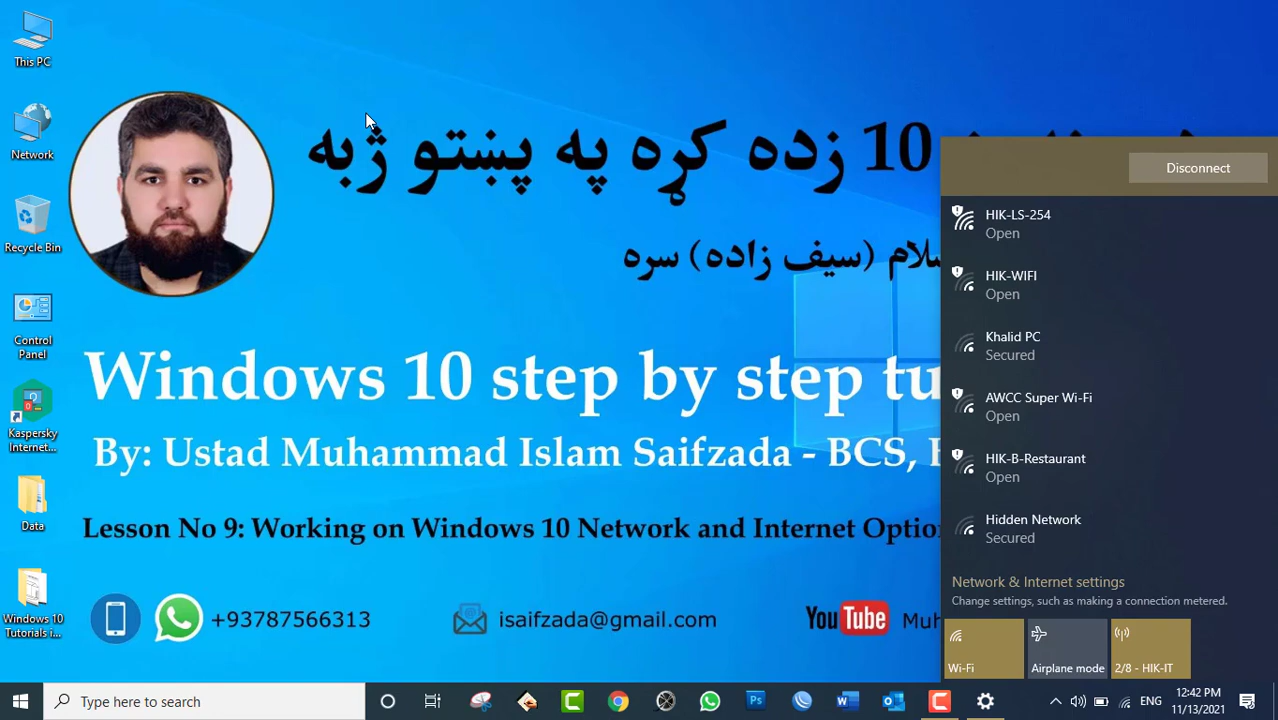 This PC
Network
Recycle Bin
Control
Panel
Kaspersky
Internet...
Data
Windows 10
Tutorials i...
10 زده کړه په پښتو ژبه
(سیف زاده) سره
Windows 10 step by step tu
By: Ustad Muhammad Islam Saifzada - BCS,
Lesson No 9: Working on Windows 10 Network and Internet Optio
+93787566313
isaifzada@gmail.com
YouTube
Muh
Disconnect
HIK-LS-254
Open
HIK-WIFI
Open
Khalid PC
Secured
AWCC Super Wi-Fi
Open
HIK-B-Restaurant
Open
Hidden Network
Secured
Network & Internet settings
Change settings, such as making a connection metered.
Wi-Fi
Airplane mode
2/8 - HIK-IT
Type here to search
ENG
12:42 PM
11/13/2021